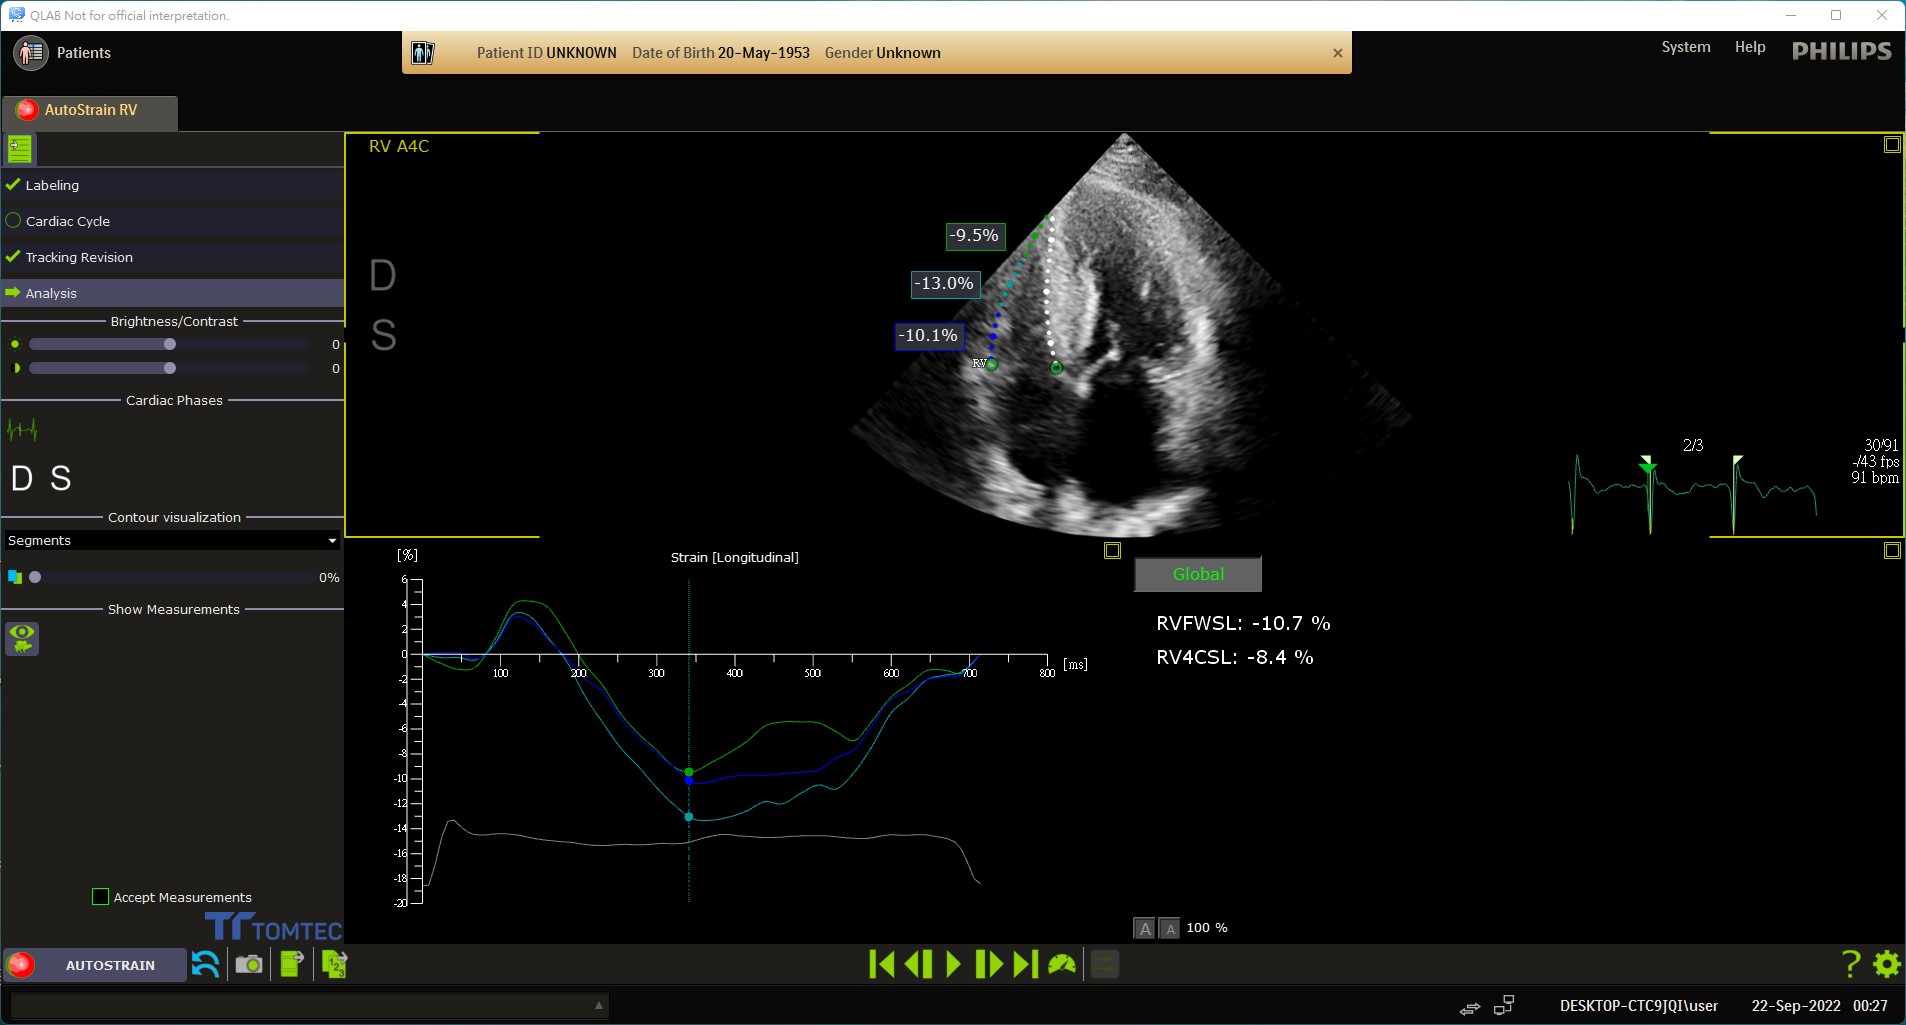 QLAB Not for official interpretation.
Patients
Patient ID UNKNOWN Date of Birth 20-May-1953 Gender Unknown
System Help PHILIPS
AutoStrain RV
Labeling
Cardiac Cycle
Tracking Revision
Analysis
Brightness/Contrast
0
0
Cardiac Phases
D S
Contour visualization
Segments
0%
Show Measurements
Accept Measurements
TOMTEC
RV A4C
D
S
-9.5%
-13.0%
-10.1%
RV
2/3
30/91
-/43 fps
91 bpm
[%]
Strain [Longitudinal]
6
4
2
0
-2
-4
-6
-8
-10
-12
-14
-16
-18
-20
100 200 300 400 500 600 700 800 [ms]
Global
RVFWSL: -10.7 %
RV4CSL: -8.4 %
A A 100 %
AUTOSTRAIN
1 2 3
?
DESKTOP-CTC9JQI\user 22-Sep-2022 00:27